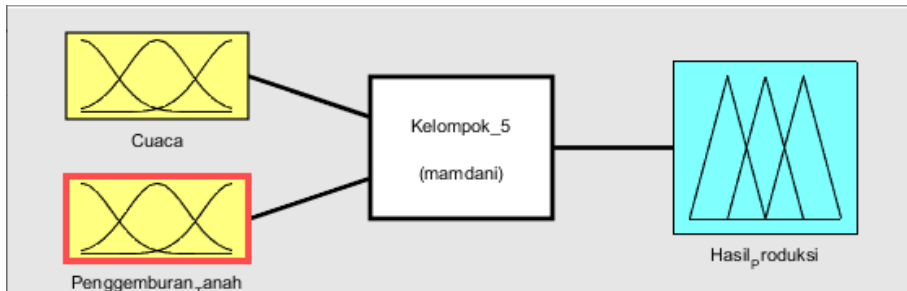 Cuaca
Kelompok_5
(mamdani)
Penggemburan_Tanah
Hasil_produksi